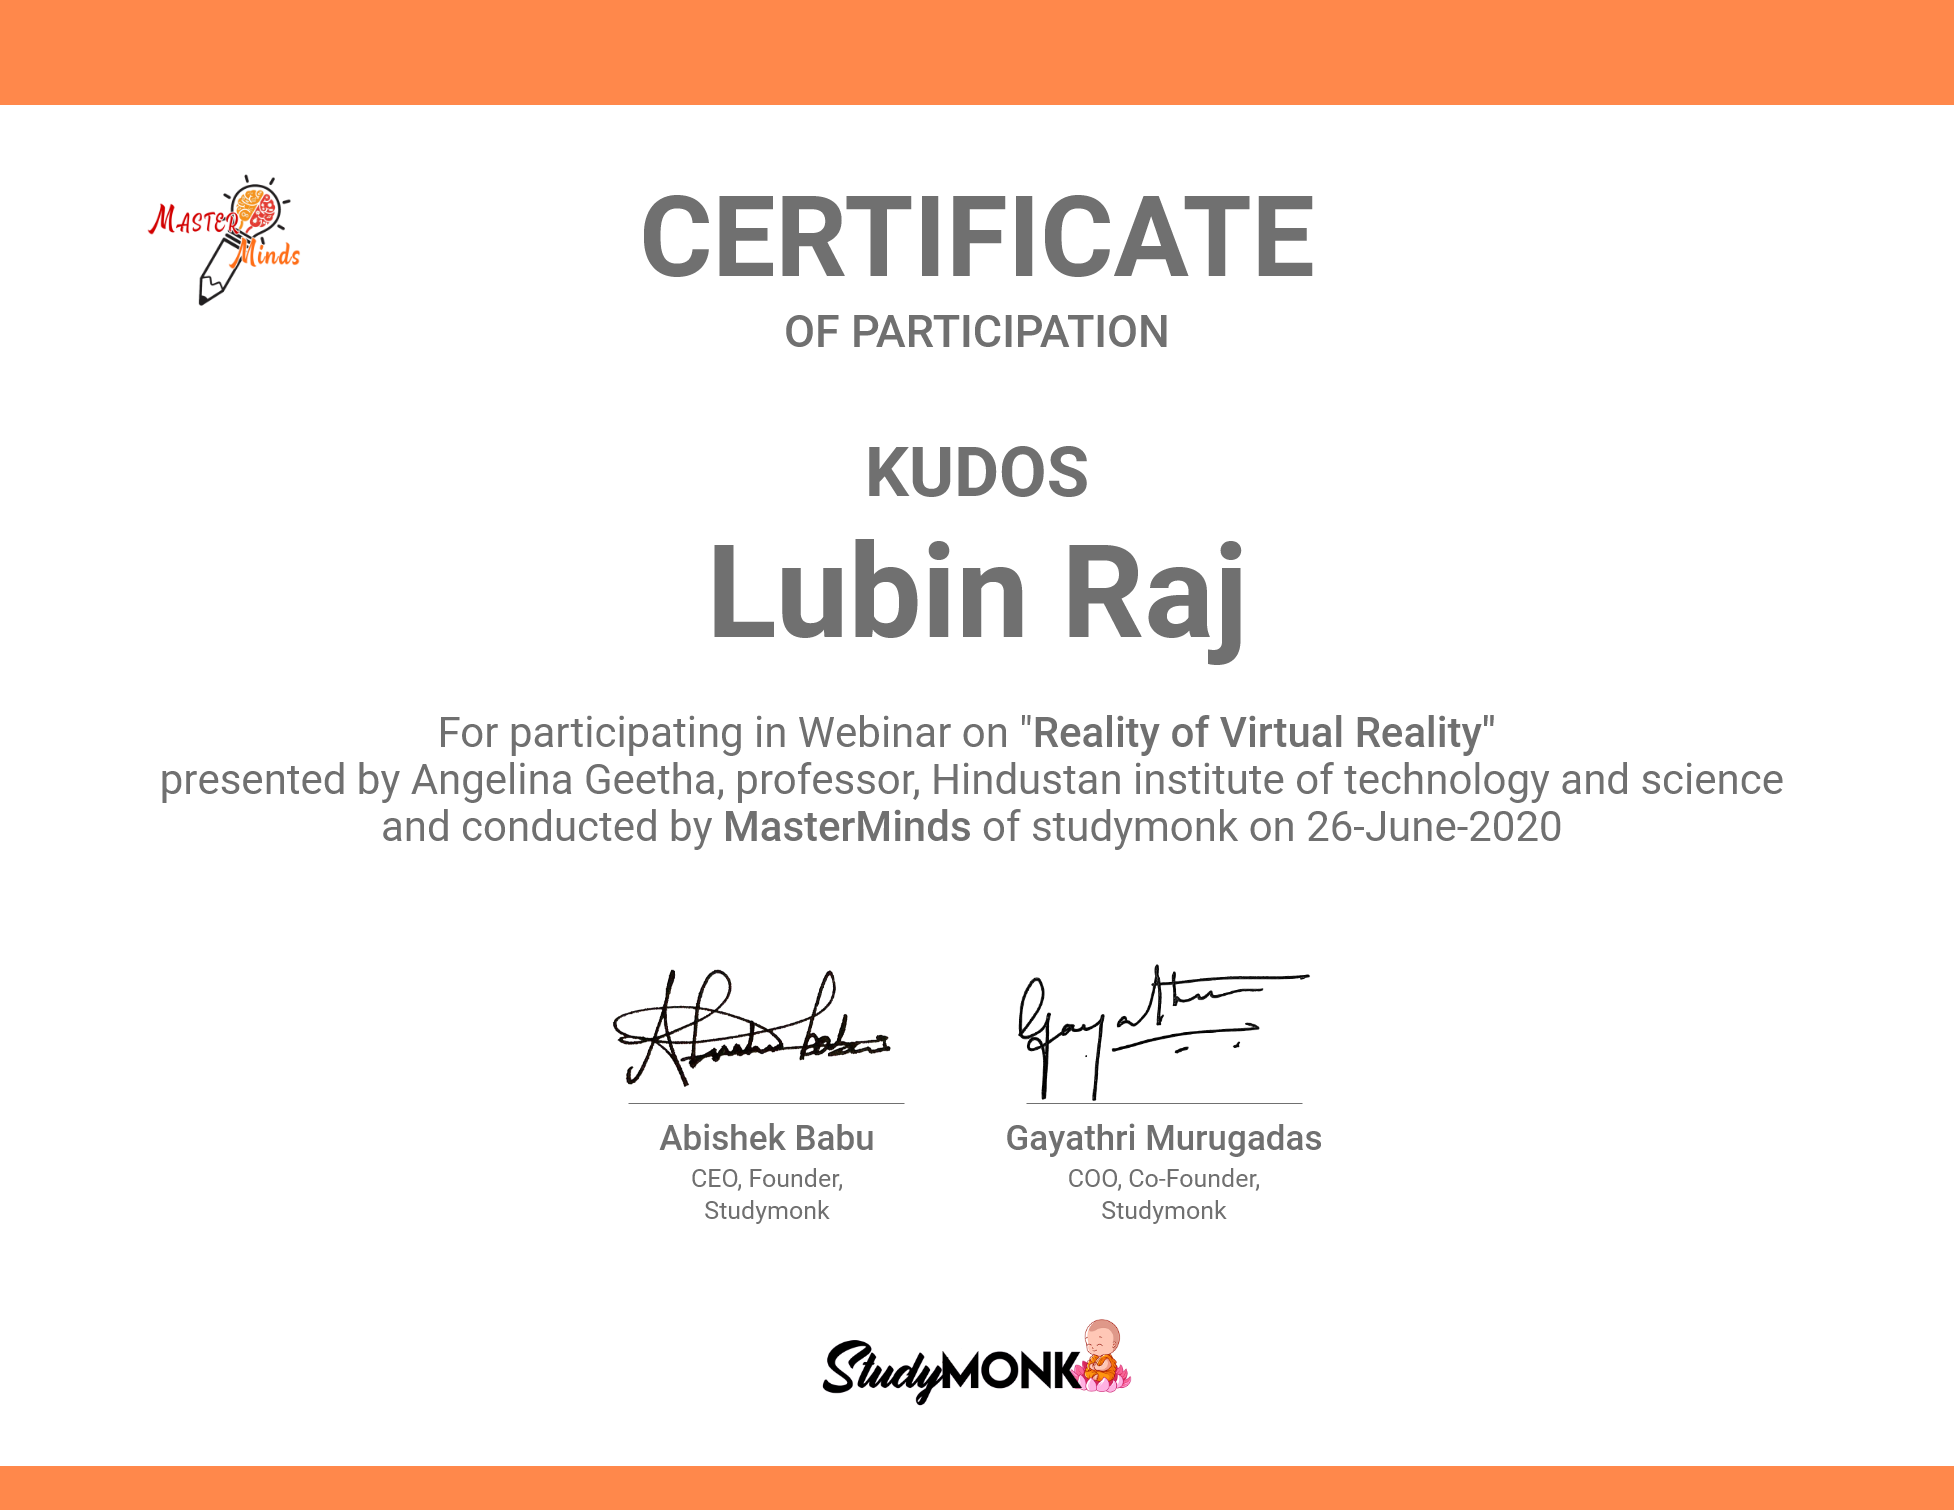 MASTER
Minds
CERTIFICATE
OF PARTICIPATION
KUDOS
Lubin Raj
For participating in Webinar on "Reality of Virtual Reality"
presented by Angelina Geetha, professor, Hindustan institute of technology and science
and conducted by MasterMinds of studymonk on 26-June-2020
Abishek Babu
CEO, Founder,
Studymonk
Gayathri Murugadas
COO, Co-Founder,
Studymonk
StudyMONK